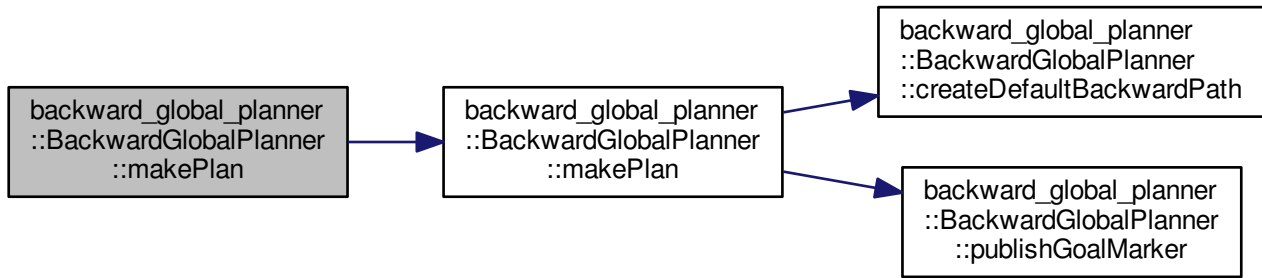 backward_global_planner
::BackwardGlobalPlanner
::makePlan
backward_global_planner
::BackwardGlobalPlanner
::makePlan
backward_global_planner
::BackwardGlobalPlanner
::createDefaultBackwardPath
backward_global_planner
::BackwardGlobalPlanner
::publishGoalMarker